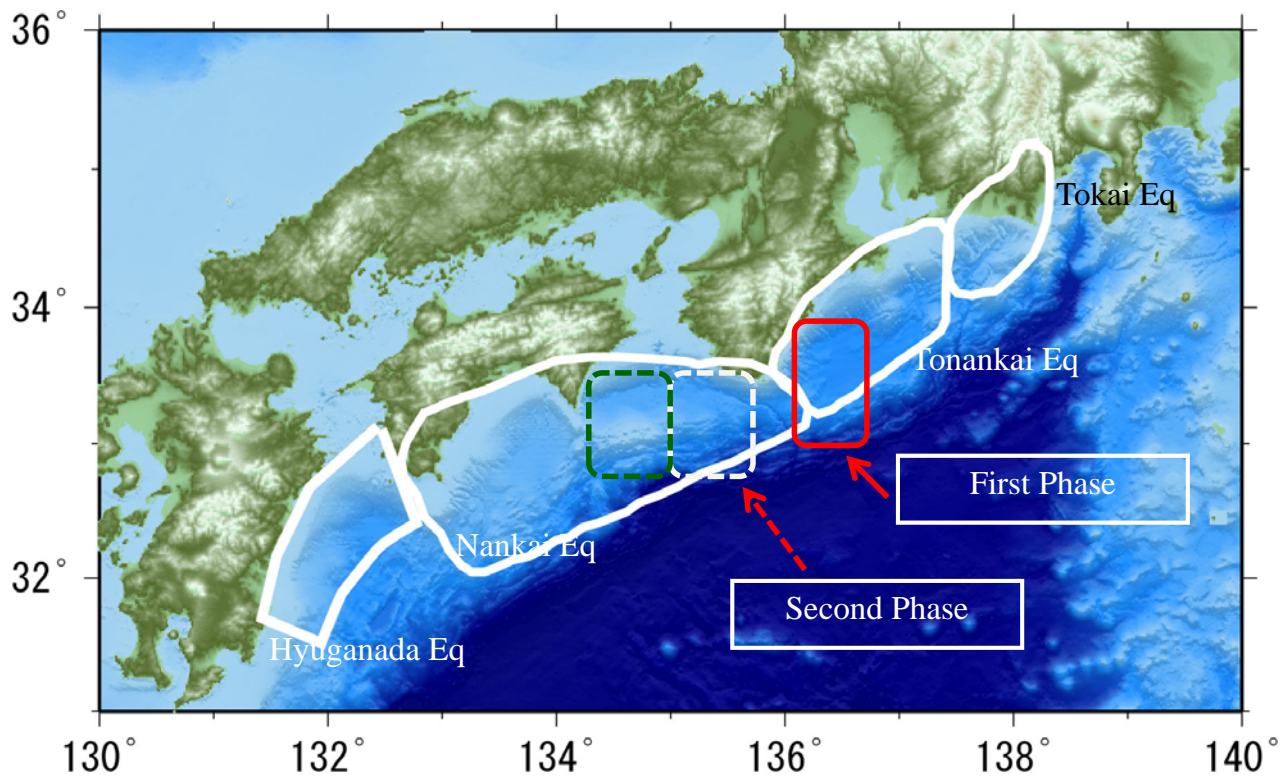 36°
Tokai Eq
34°
Tonankai Eq
First Phase
Nankai Eq
32°
Second Phase
Hyuganada Eq
130° 132° 134° 136° 138° 140°